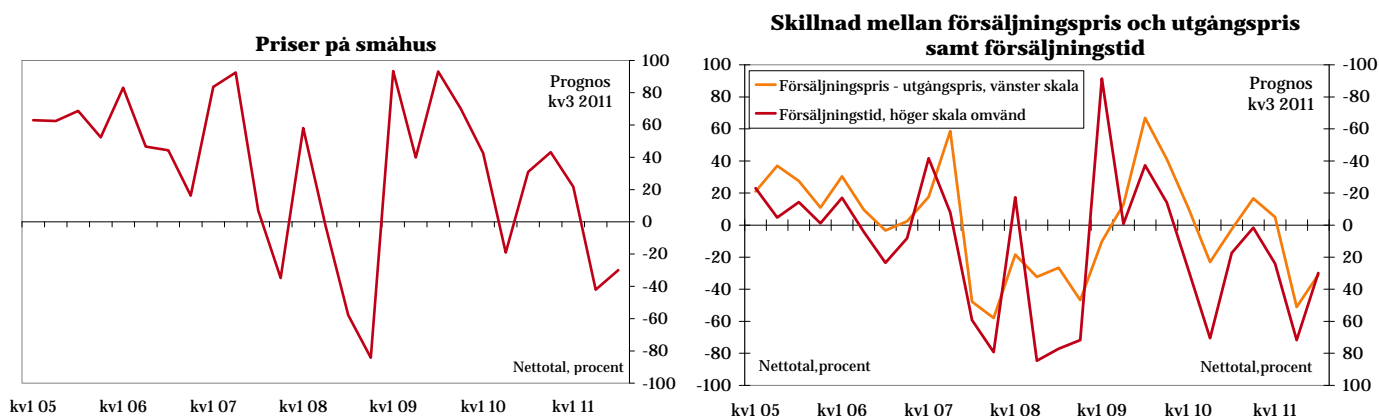 Priser på småhus
100
80
60
40
20
0
-20
-40
-60
-80
-100
Prognos
kv3 2011
Nettotal, procent
kv1 05 kv1 06 kv1 07 kv1 08 kv1 09 kv1 10 kv1 11
Skillnad mellan försäljningspris och utgångspris
samt försäljningstid
100
80
60
40
20
0
-20
-40
-60
-80
-100
Försäljningspris - utgångspris, vänster skala
Försäljningstid, höger skala omvänd
Prognos
kv3 2011
-100
-80
-60
-40
-20
0
20
40
60
80
100
Nettotal,procent
Nettotal,procent
kv1 05 kv1 06 kv1 07 kv1 08 kv1 09 kv1 10 kv1 11